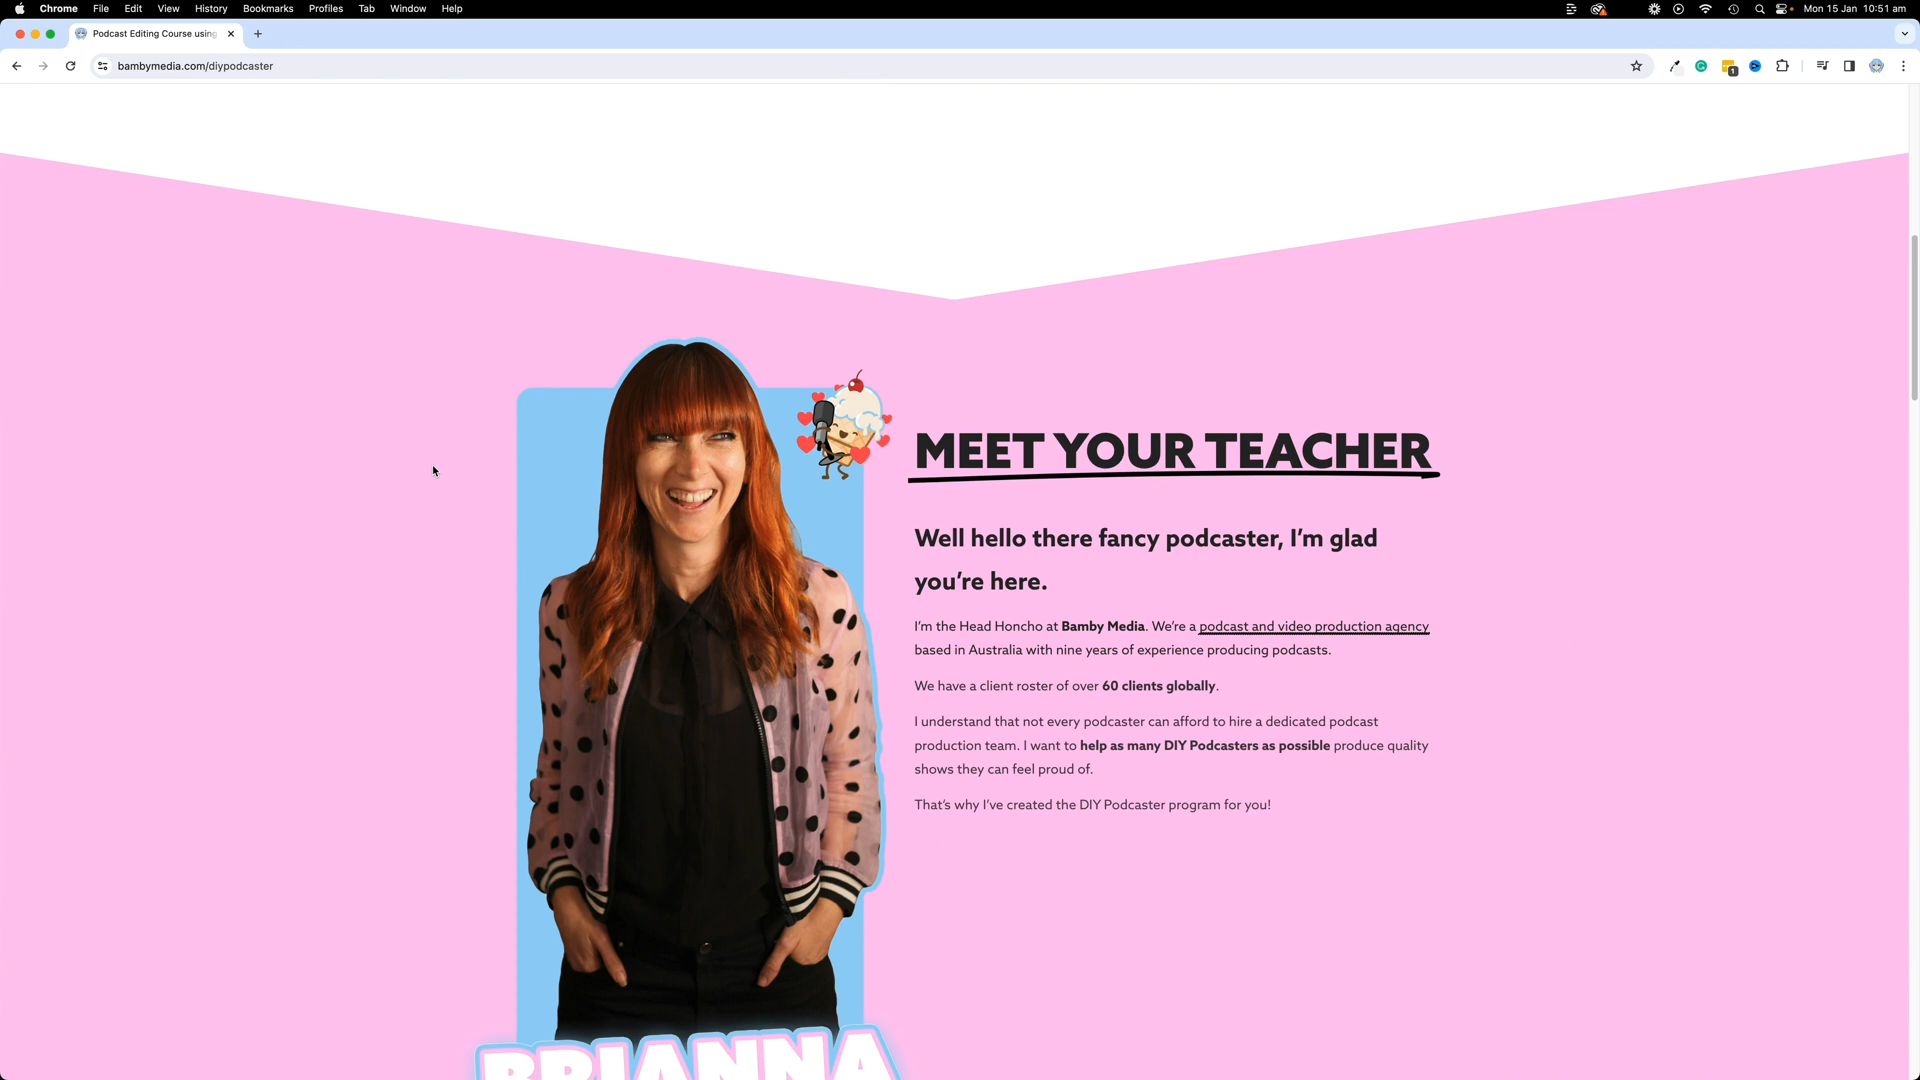 Chrome File Edit View History Bookmarks Profiles Tab Window Help Mon 15 Jan 10:51 am
Podcast Editing Course using
bambymedia.com/diypodcaster
1
MEET YOUR TEACHER
Well hello there fancy podcaster, I’m glad
you’re here.
I’m the Head Honcho at Bamby Media. We’re a podcast and video production agency
based in Australia with nine years of experience producing podcasts.
We have a client roster of over 60 clients globally.
I understand that not every podcaster can afford to hire a dedicated podcast
production team. I want to help as many DIY Podcasters as possible produce quality
shows they can feel proud of.
That’s why I’ve created the DIY Podcaster program for you!
BRIANNA